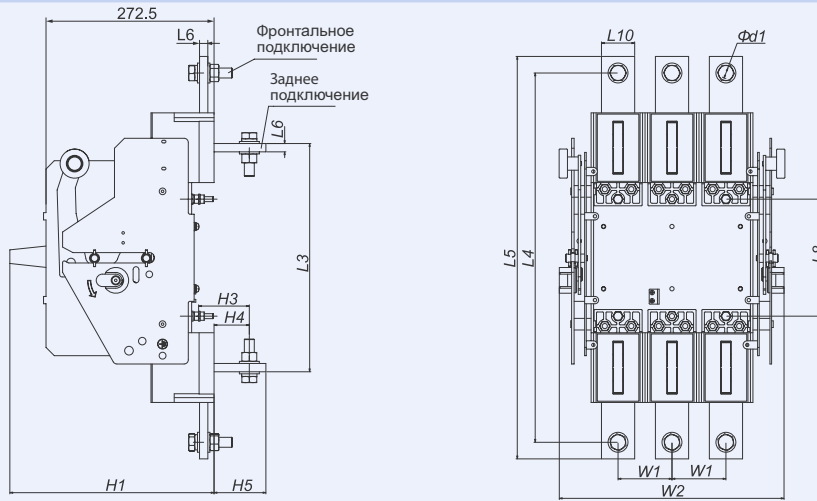 272.5
L6
Фронтальное
подключение
Заднее
подключение
L6
L3
H3
H4
H1
H5
L10
Φd1
L5
L4
W1
W1
W2